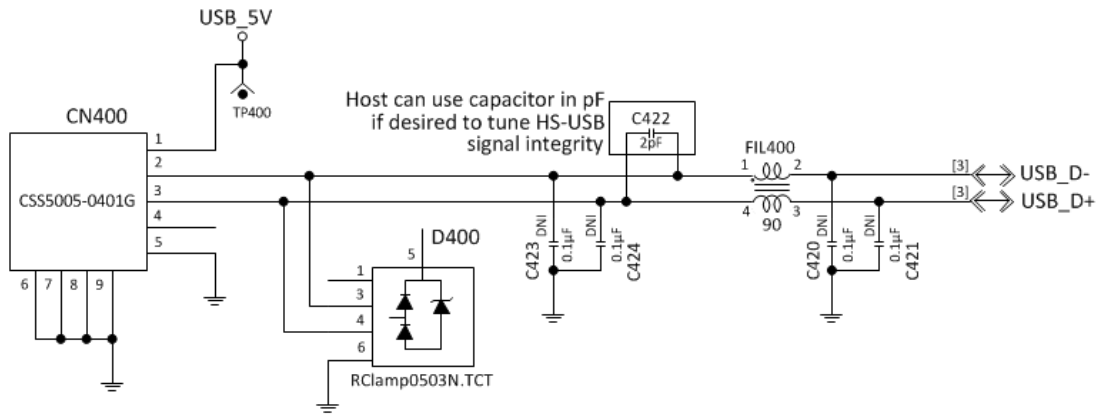 USB_5V
TP400
CN400
CSS5005-0401G
1
2
3
4
5
6
7
8
9
Host can use capacitor in pF
if desired to tune HS-USB
signal integrity
C422
2pF
FIL400
1
2
4
3
90
[3]
USB_D-
[3]
USB_D+
D400
5
1
3
4
6
RClamp0503N.TCT
C423
DNI
0.1µF
DNI
0.1µF
C424
C420
DNI
0.1µF
DNI
0.1µF
C421